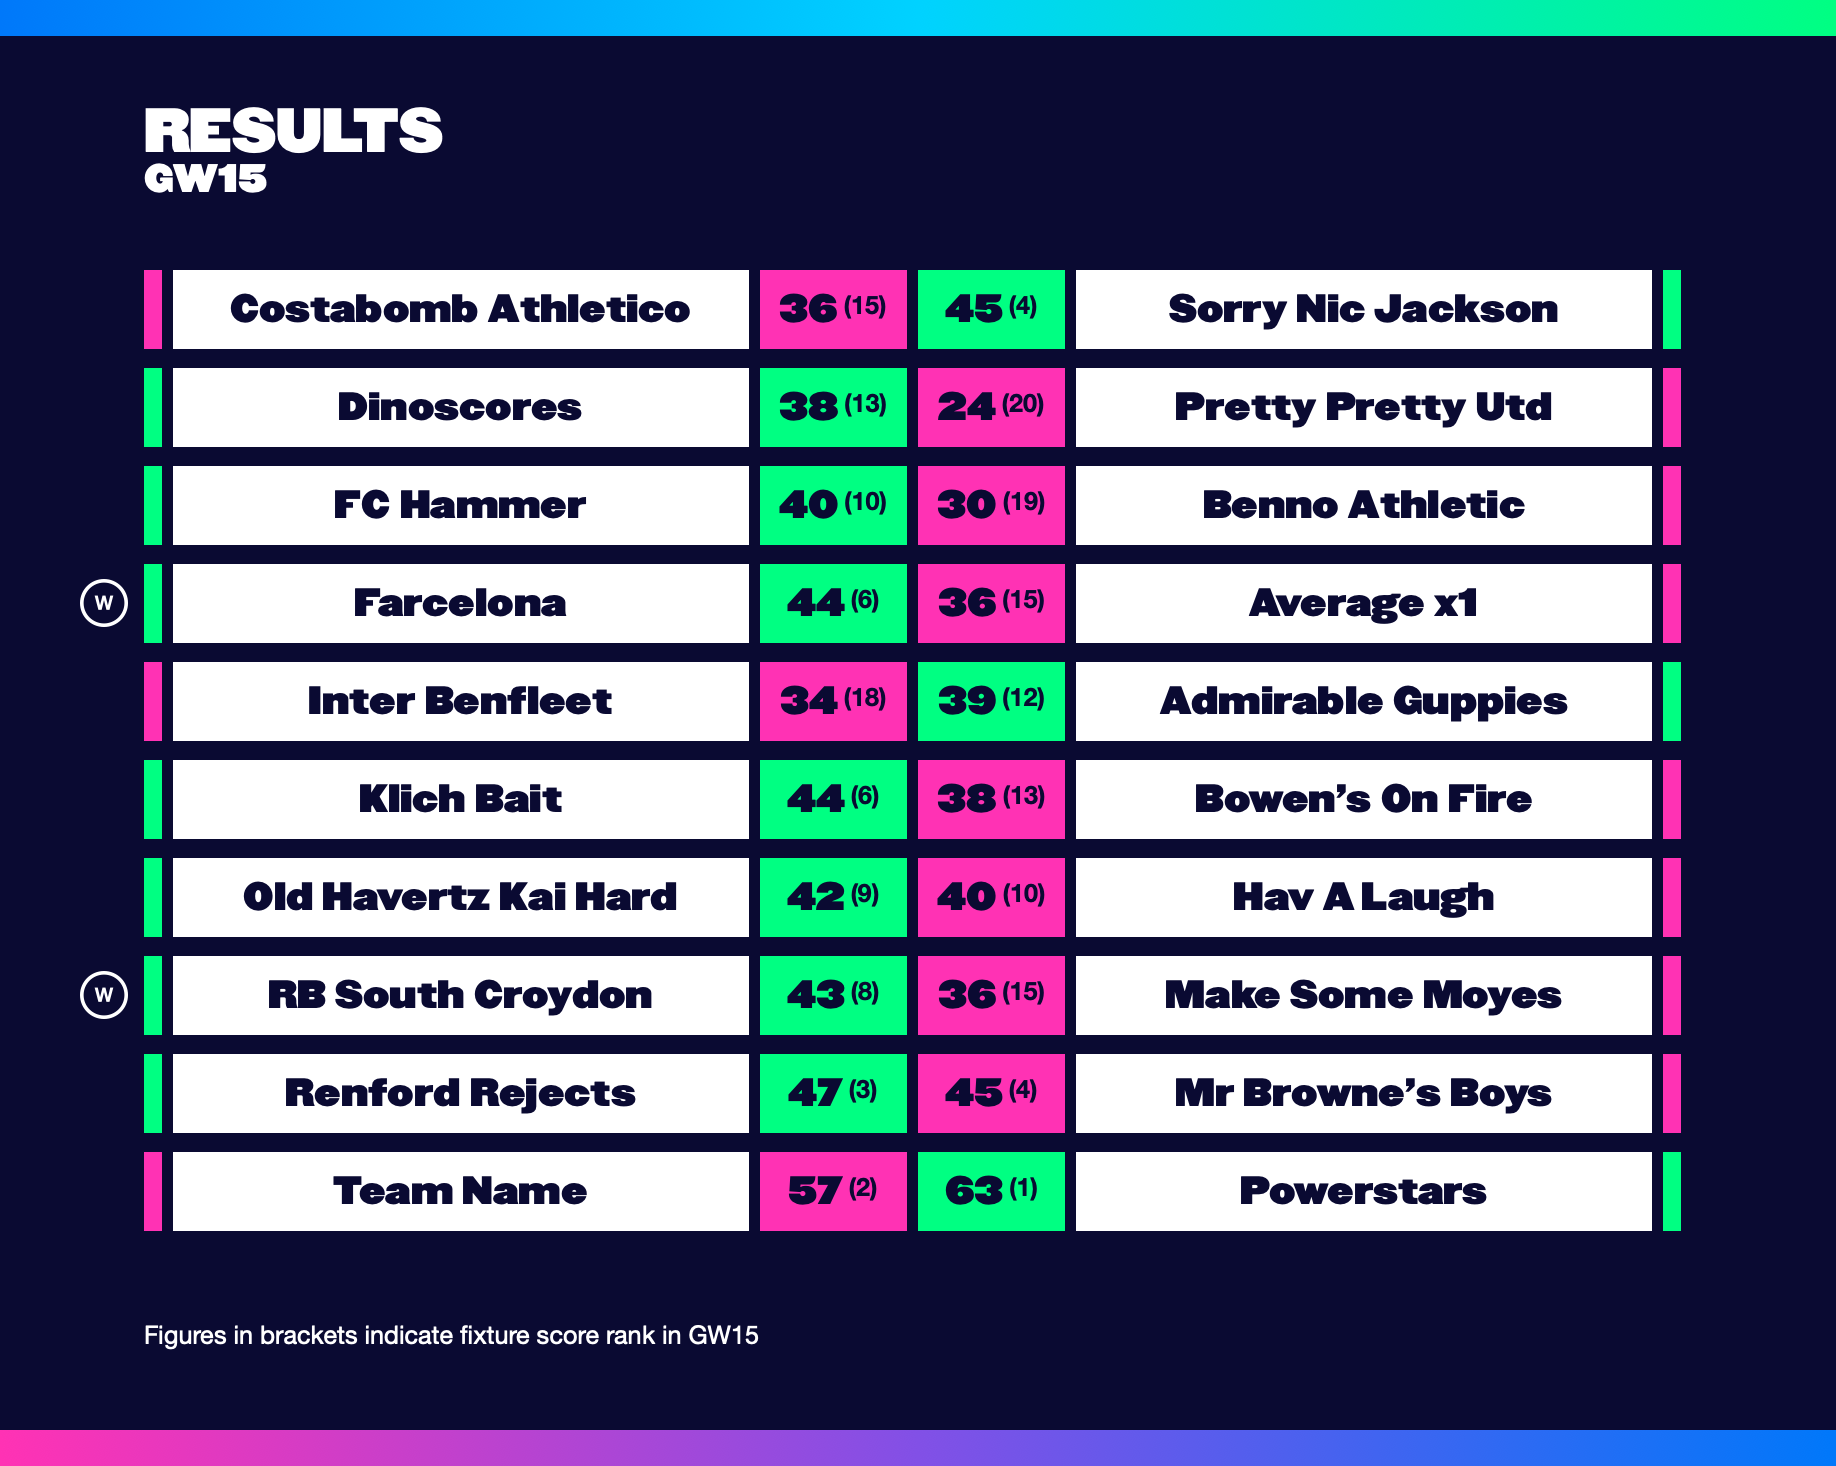 RESULTS
GW15
Costabomb Athletico 36 (15) 45 (4) Sorry Nic Jackson
Dinoscores 38 (13) 24 (20) Pretty Pretty Utd
FC Hammer 40 (10) 30 (19) Benno Athletic
W Farcelona 44 (6) 36 (15) Average x1
Inter Benfleet 34 (18) 39 (12) Admirable Guppies
Klich Bait 44 (6) 38 (13) Bowen’s On Fire
Old Havertz Kai Hard 42 (9) 40 (10) Hav A Laugh
W RB South Croydon 43 (8) 36 (15) Make Some Moyes
Renford Rejects 47 (3) 45 (4) Mr Browne’s Boys
Team Name 57 (2) 63 (1) Powerstars
Figures in brackets indicate fixture score rank in GW15